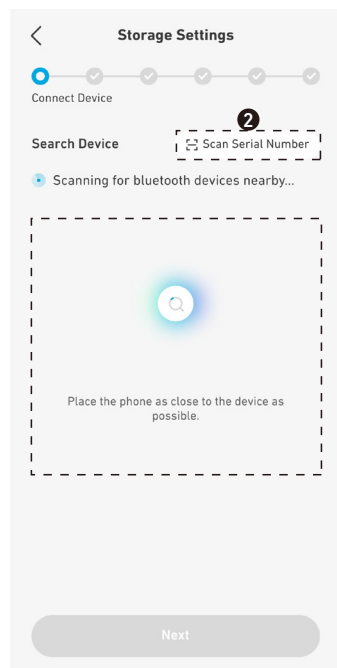 Storage Settings
Connect Device
2
Search Device
Scan Serial Number
Scanning for bluetooth devices nearby...
Place the phone as close to the device as
possible.
Next